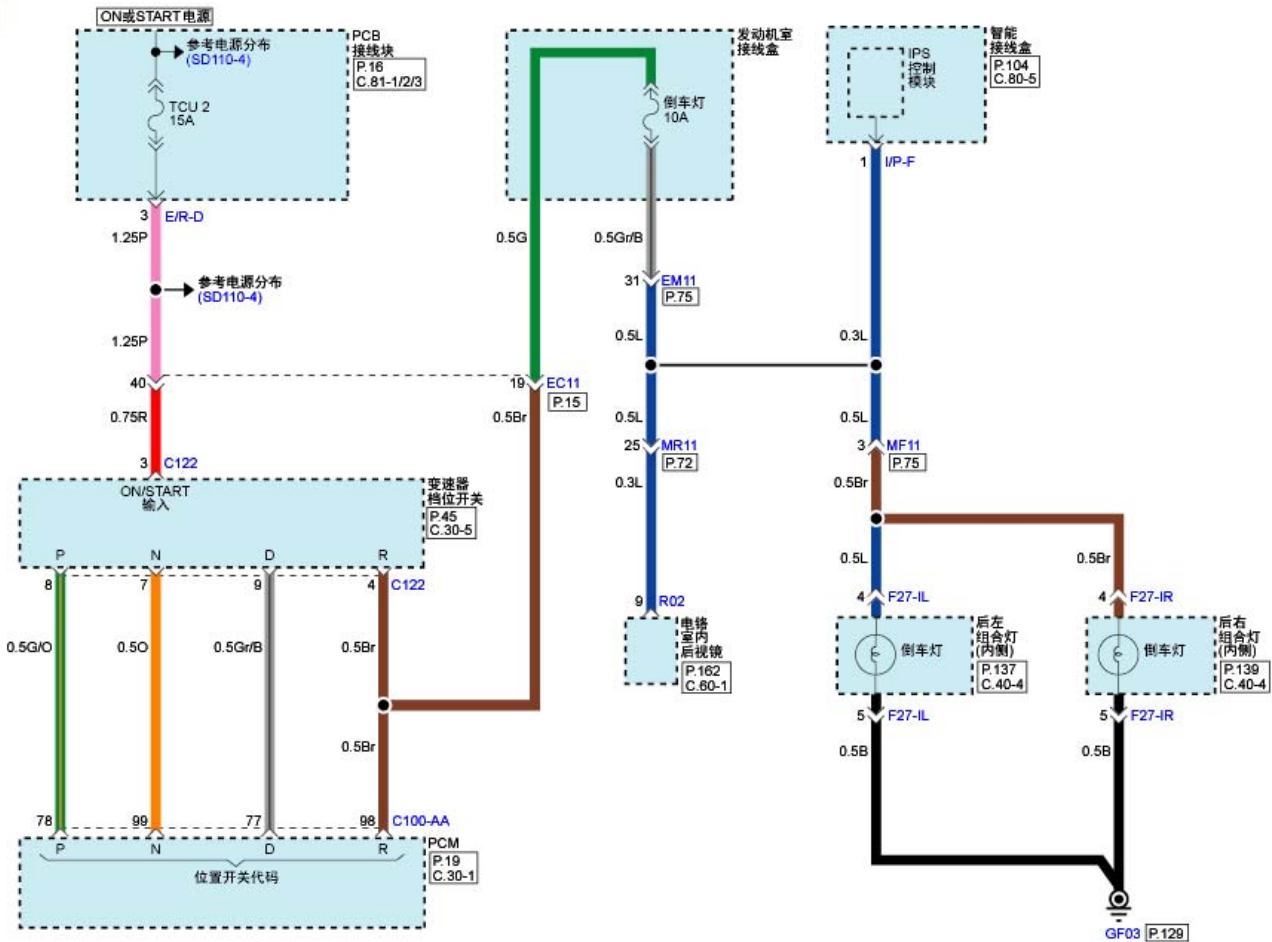 ON或START 电源
参考电源分布
(SD110-4)
PCB
接线块
P.16
C.81-1/2/3
TCU 2
15A
3 E/R-D
1.25P
参考电源分布
(SD110-4)
1.25P
40
0.75R
3 C122
ON/START
输入
变速器
档位开关
P.45
C.30-5
P N D R
8 7 9 4 C122
0.5G/O 0.5O 0.5Gr/B 0.5Br
0.5Br
78 99 77 98 C100-AA
P N D R
位置开关代码
PCM
P.19
C.30-1
发动机室
接线盒
倒车灯
10A
0.5G 0.5Gr/B
31 EM11
P.75
0.5L
19 EC11
P.15
0.5Br
0.5L
25 MR11
P.72
0.3L
9 R02
电铬
室内
后视镜
P.162
C.60-1
智能
接线盒
P.104
C.80-5
IPS
控制
模块
1 I/P-F
0.3L
0.5L
3 MF11
P.75
0.5Br
0.5L
0.5Br
4 F27-IL
4 F27-IR
倒车灯
后左
组合灯
(内侧)
P.137
C.40-4
倒车灯
后右
组合灯
(内侧)
P.139
C.40-4
5 F27-IL
5 F27-IR
0.5B
0.5B
GF03 P.129